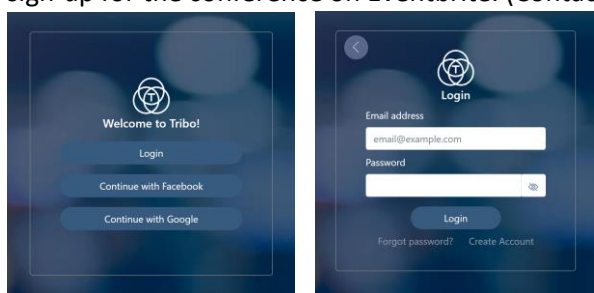 sign-up for the conference on Eventbrite. (Contac
T
Welcome to Tribo!
Login
Continue with Facebook
Continue with Google
T
Login
Email address
email@example.com
Password
Login
Forgot password? Create Account